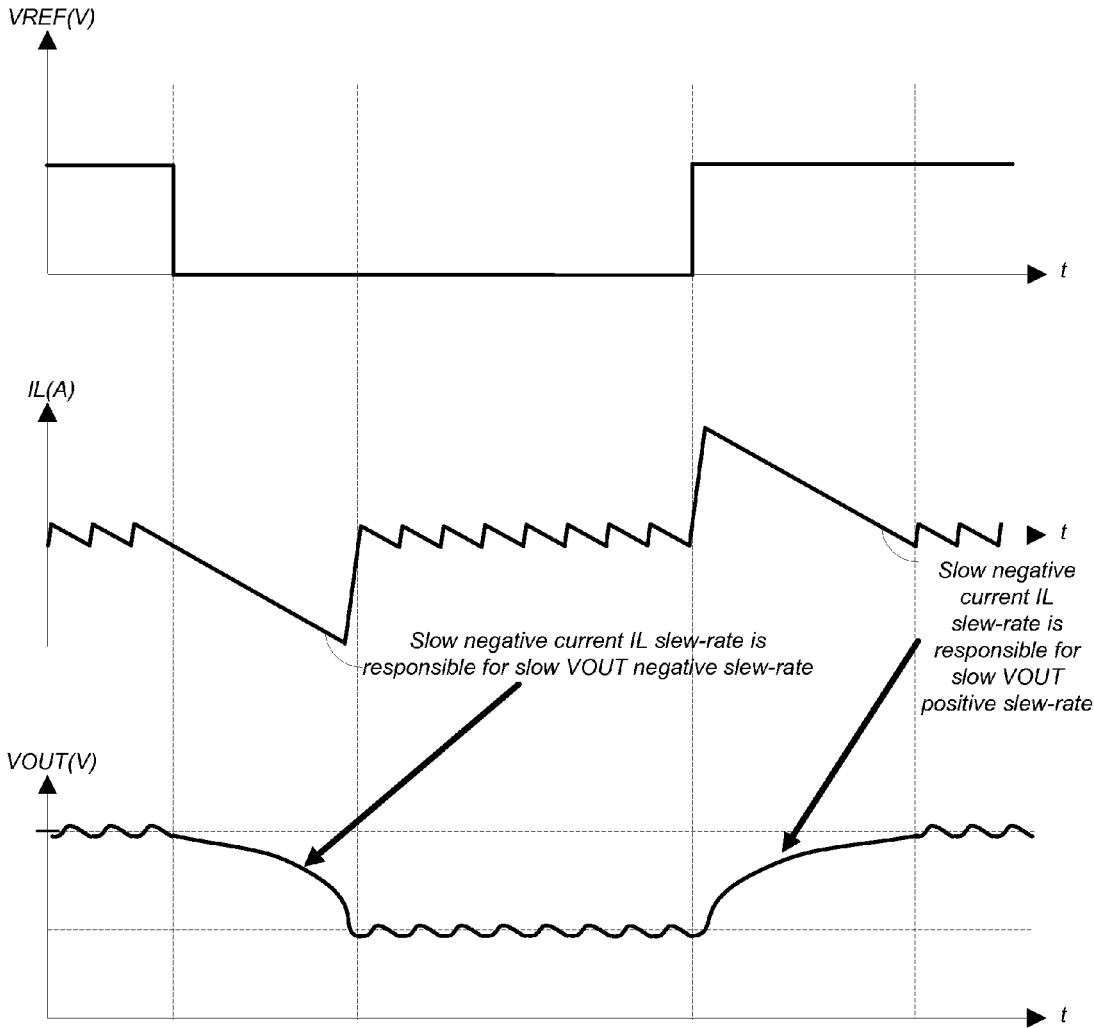 VREF(V)
t
IL(A)
t
Slow negative
current IL
slew-rate is
responsible for
slow VOUT
positive slew-rate
Slow negative current IL slew-rate is
responsible for slow VOUT negative slew-rate
VOUT(V)
t